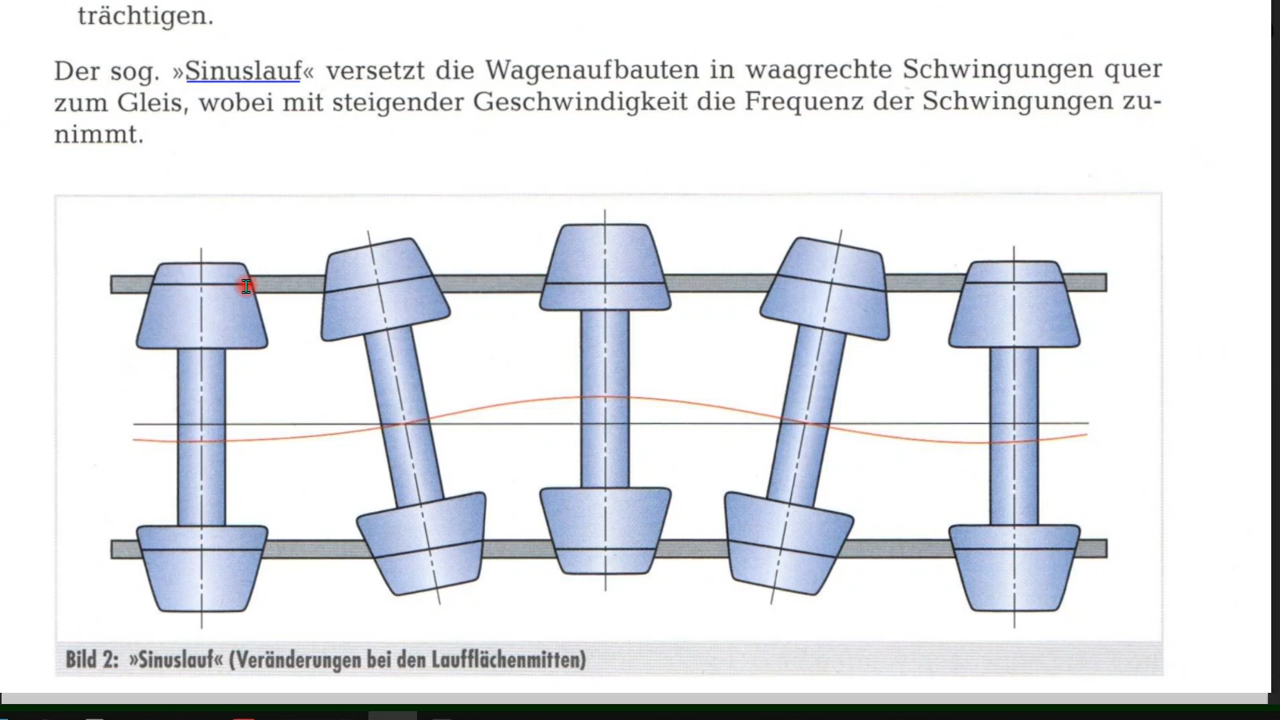 trächtigen.
Der sog. »Sinuslauf« versetzt die Wagenaufbauten in waagrechte Schwingungen quer
zum Gleis, wobei mit steigender Geschwindigkeit die Frequenz der Schwingungen zu-
nimmt.
Bild 2: »Sinuslauf« (Veränderungen bei den Laufflächenmitten)